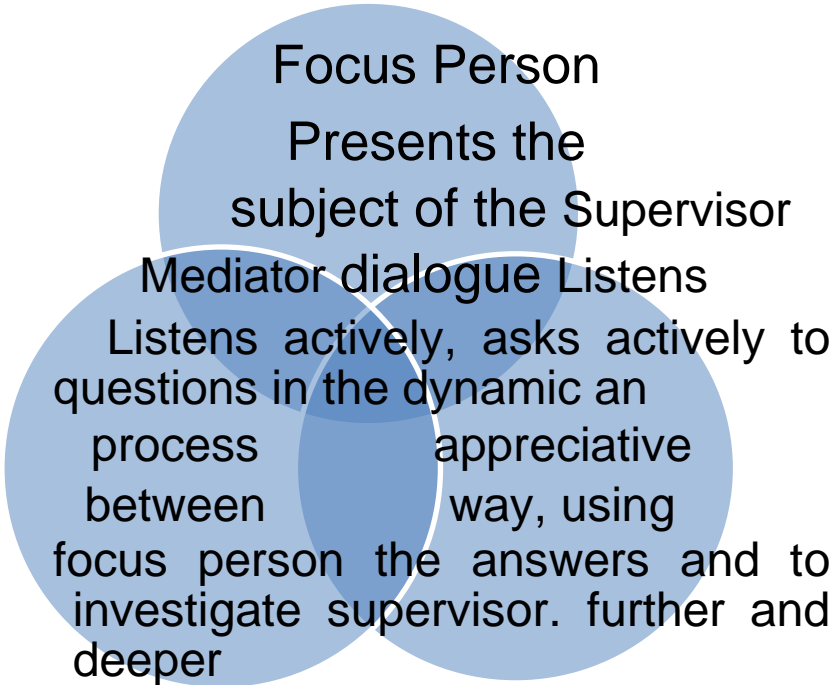 Focus Person
Presents the
subject of the Supervisor
Mediator dialogue Listens
Listens actively, asks actively to
questions in the dynamic an
process appreciative
between way, using
focus person the answers and to
investigate supervisor. further and
deeper